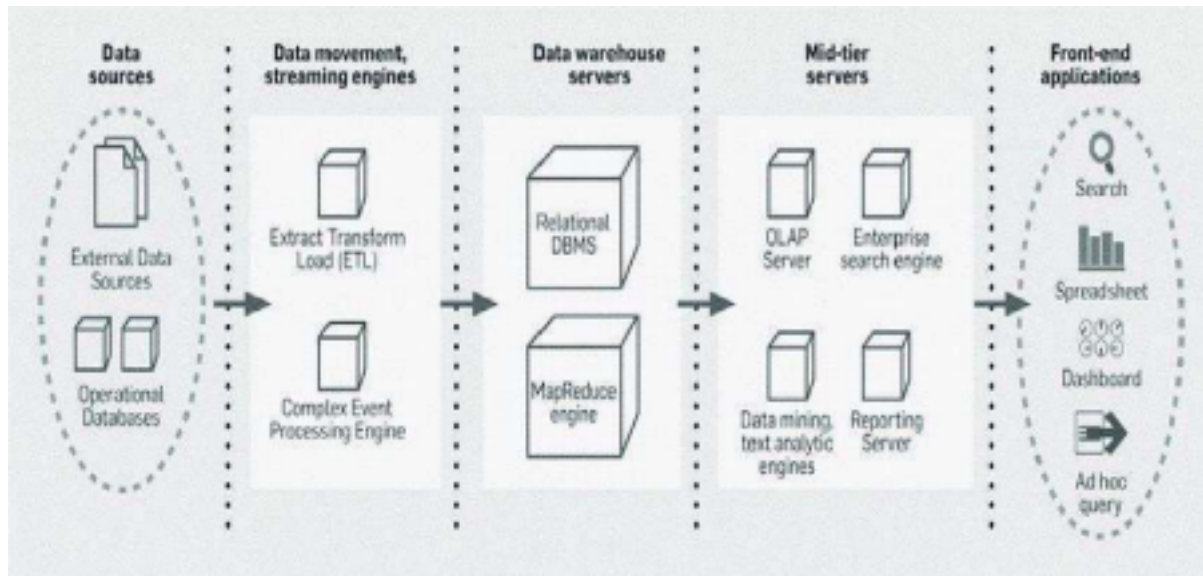 Data
sources
Data movement,
streaming engines
Data warehouse
servers
Mid-tier
servers
Front-end
applications
External Data
Sources
Operational
Databases
Extract Transform
Load (ETL)
Complex Event
Processing Engine
Relational
DBMS
MapReduce
engine
OLAP
Server
Enterprise
search engine
Data mining,
text analytic
engines
Reporting
Server
Search
Spreadsheet
Dashboard
Ad hoc
query